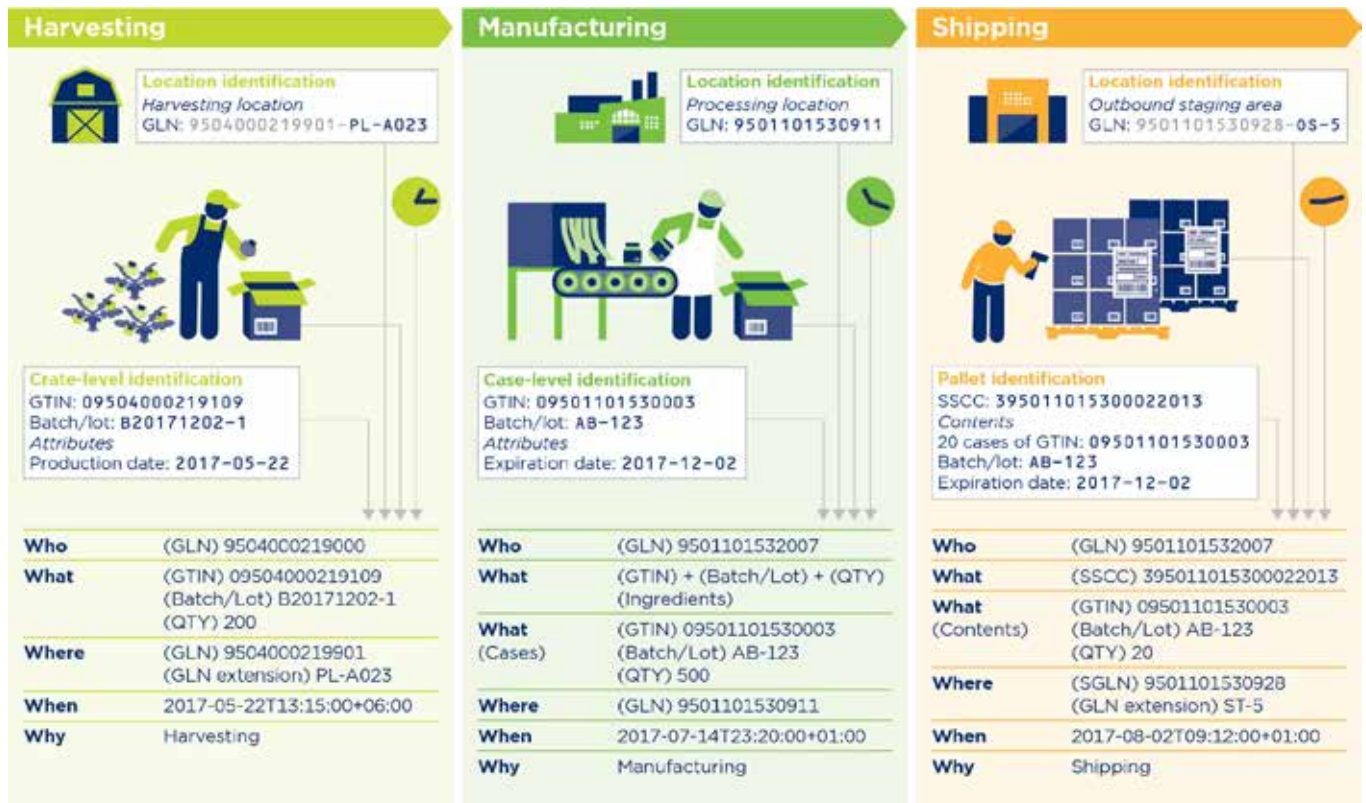 Harvesting
Location identification
Harvesting location
GLN: 9504000219901-PL-A023
Crate-level identification
GTIN: 09504000219109
Batch/lot: B20171202-1
Attributes
Production date: 2017-05-22
Who (GLN) 9504000219000
What (GTIN) 09504000219109
(Batch/Lot) B20171202-1
(QTY) 200
Where (GLN) 9504000219901
(GLN extension) PL-A023
When 2017-05-22T13:15:00+06:00
Why Harvesting
Manufacturing
Location identification
Processing location
GLN: 9501101530911
Case-level identification
GTIN: 09501101530003
Batch/lot: AB-123
Attributes
Expiration date: 2017-12-02
Who (GLN) 9501101532007
What (GTIN) + (Batch/Lot) + (QTY)
(Ingredients)
What (GTIN) 09501101530003
(Cases) (Batch/Lot) AB-123
(QTY) 500
Where (GLN) 9501101530911
When 2017-07-14T23:20:00+01:00
Why Manufacturing
Shipping
Location identification
Outbound staging area
GLN: 9501101530928-OS-5
Pallet identification
SSCC: 395011015300022013
Contents
20 cases of GTIN: 09501101530003
Batch/lot: AB-123
Expiration date: 2017-12-02
Who (GLN) 9501101532007
What (SSCC) 395011015300022013
What (GTIN) 09501101530003
(Contents) (Batch/Lot) AB-123
(QTY) 20
Where (SGLN) 9501101530928
(GLN extension) ST-5
When 2017-08-02T09:12:00+01:00
Why Shipping